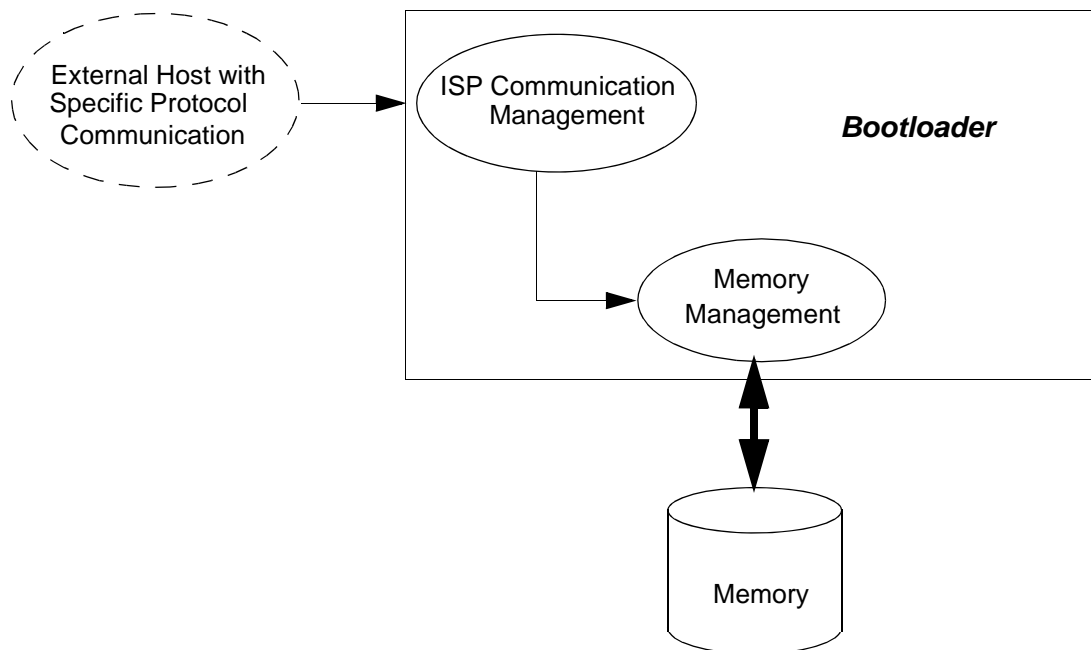 External Host with
Specific Protocol
Communication
ISP Communication
Management
Bootloader
Memory
Management
Memory